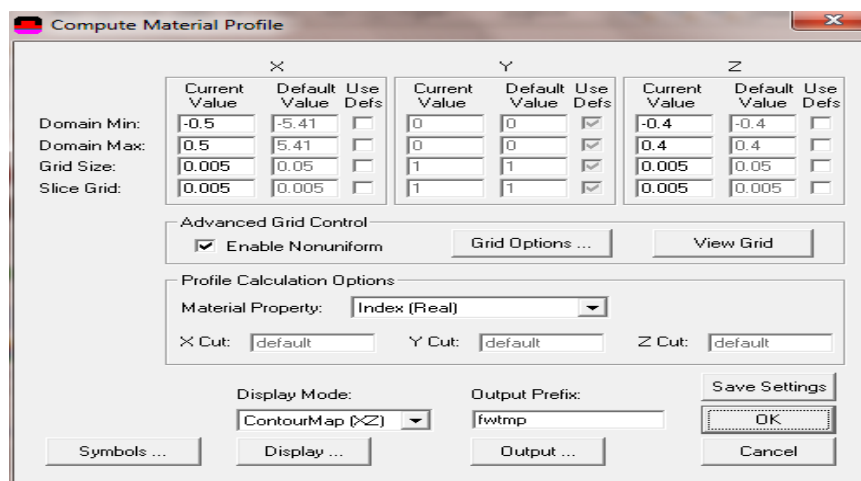 Compute Material Profile
X Y Z
Current Default Use Current Default Use Current Default Use
Value Value Defs Value Value Defs Value Value Defs
Domain Min: -0.5 -5.41 0 0 -0.4 -0.4
Domain Max: 0.5 5.41 0 0 0.4 0.4
Grid Size: 0.005 0.05 1 1 0.005 0.05
Slice Grid: 0.005 0.005 1 1 0.005 0.005
Advanced Grid Control
Enable Nonuniform Grid Options ... View Grid
Profile Calculation Options
Material Property: Index (Real)
X Cut: default Y Cut: default Z Cut: default
Display Mode: Output Prefix: Save Settings
ContourMap (XZ) fwtmp OK
Symbols ... Display ... Output ... Cancel